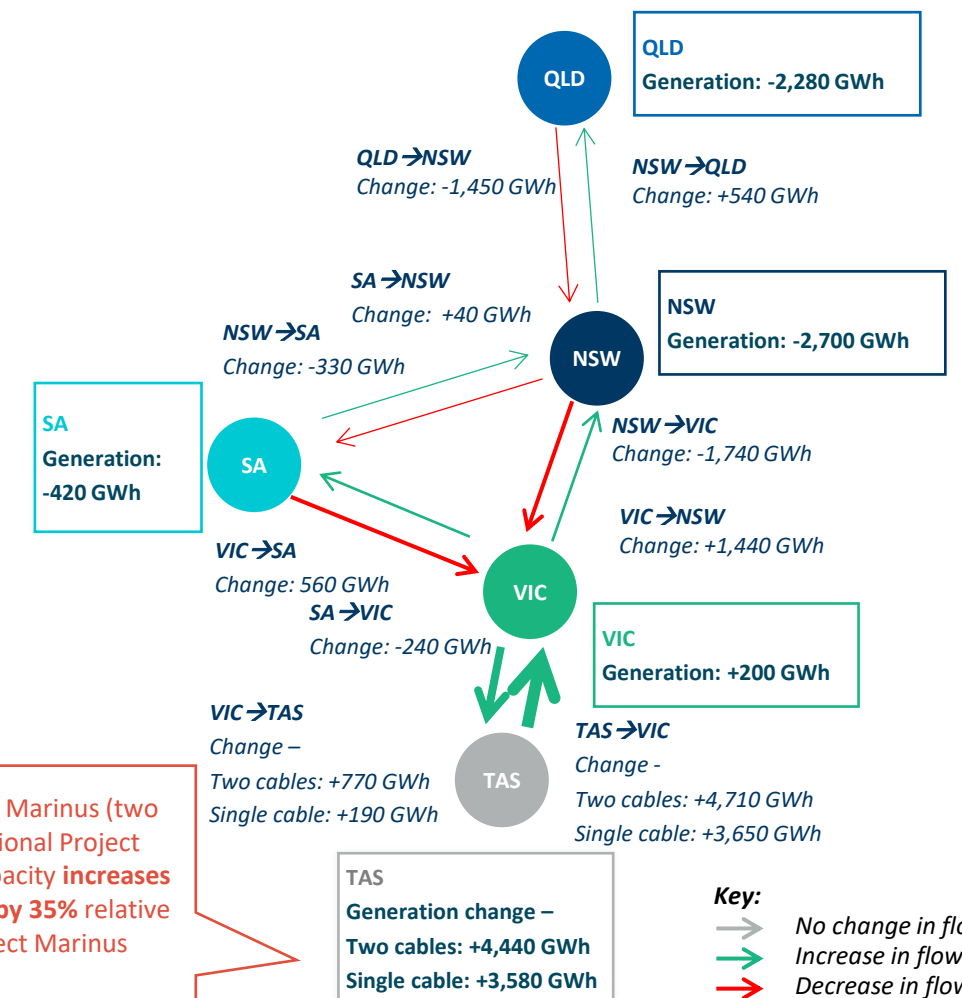 QLD
QLD
Generation: -2,280 GWh
QLD→NSW
Change: -1,450 GWh
NSW→QLD
Change: +540 GWh
SA→NSW
Change: +40 GWh
NSW
Generation: -2,700 GWh
NSW→SA
Change: -330 GWh
NSW
SA
Generation:
-420 GWh
SA
NSW→VIC
Change: -1,740 GWh
VIC→NSW
Change: +1,440 GWh
VIC→SA
Change: 560 GWh
SA→VIC
Change: -240 GWh
VIC
VIC
Generation: +200 GWh
VIC→TAS
Change –
Two cables: +770 GWh
Single cable: +190 GWh
TAS
TAS→VIC
Change -
Two cables: +4,710 GWh
Single cable: +3,650 GWh
Marinus (two
ional Project
pacity increases
by 35% relative
ect Marinus
TAS
Generation change –
Two cables: +4,440 GWh
Single cable: +3,580 GWh
Key:
No change in flo
Increase in flow
Decrease in flow